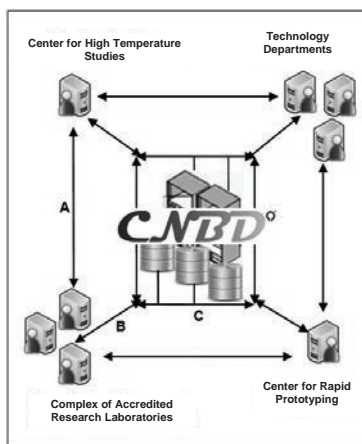 Center for High Temperature
Studies
Technology
Departments
A
CNBD
B
C
Complex of Accredited
Research Laboratories
Center for Rapid
Prototyping